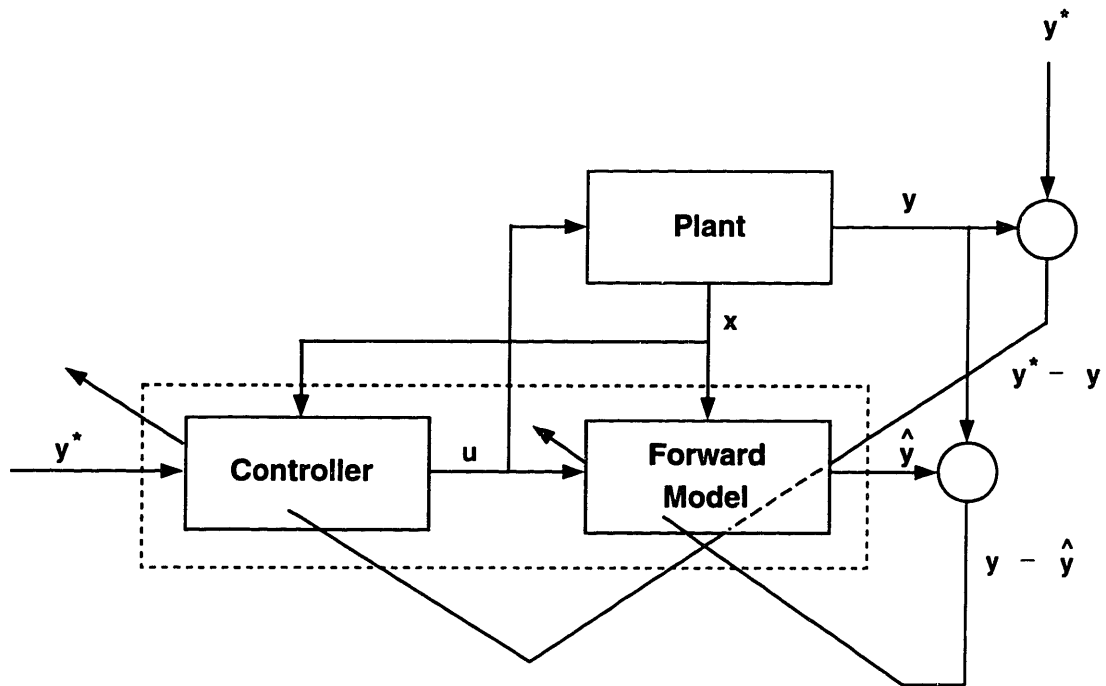 y*
Plant
y
x
y* - y
y*
Controller
u
Forward
Model
ŷ
y - ŷ